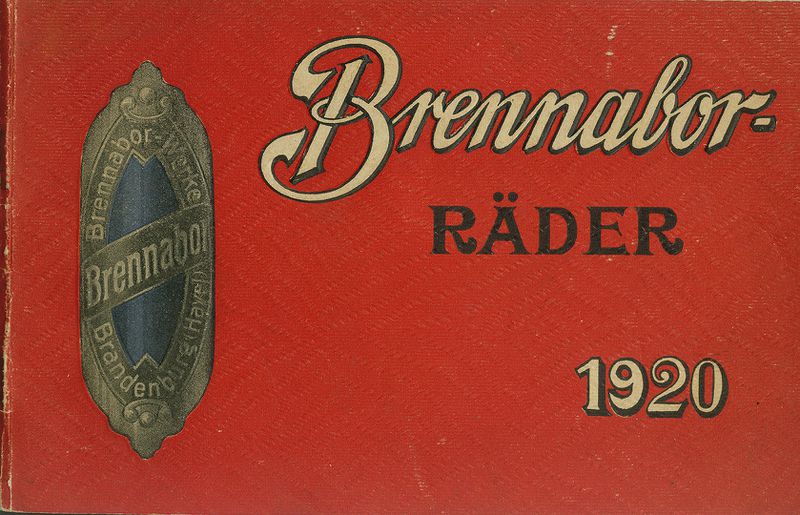 Brennabor-
RÄDER
1920
Brennabor-Werke
Brennabor
Brandenburg (Havel)